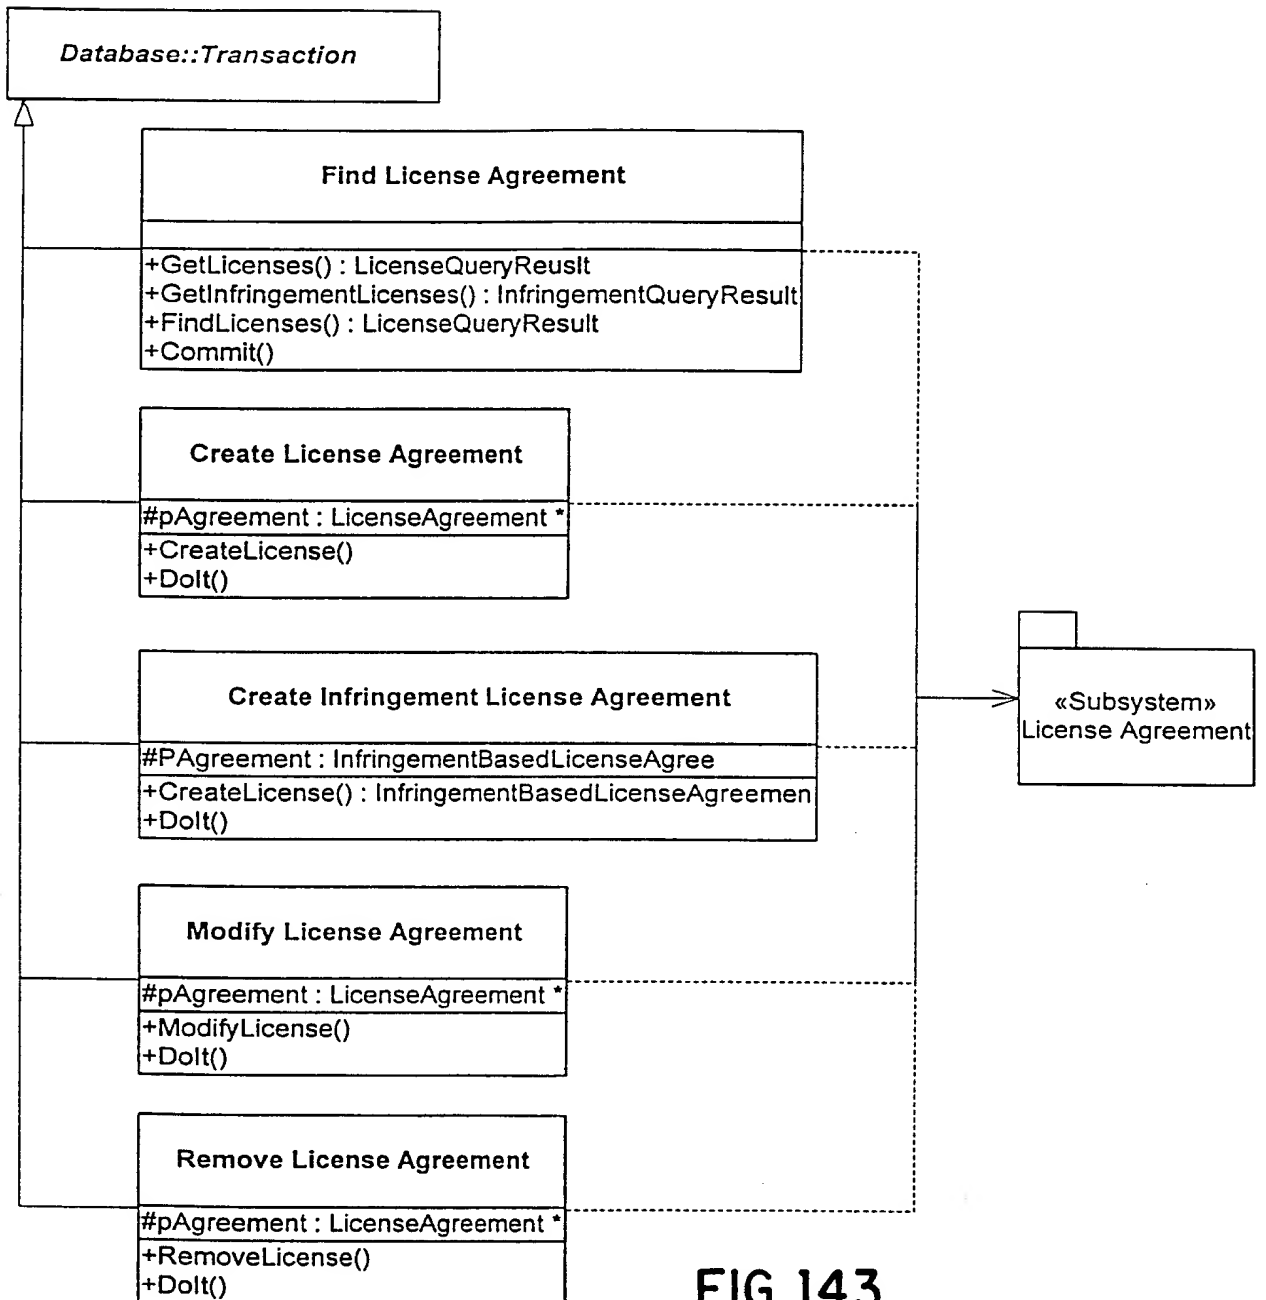 Database::Transaction
Find License Agreement
+GetLicenses() : LicenseQueryReuslt
+GetInfringementLicenses() : InfringementQueryResult
+FindLicenses() : LicenseQueryResult
+Commit()
Create License Agreement
#pAgreement : LicenseAgreement *
+CreateLicense()
+DoIt()
Create Infringement License Agreement
#PAgreement : InfringementBasedLicenseAgree
+CreateLicense() : InfringementBasedLicenseAgreemen
+DoIt()
«Subsystem»
License Agreement
Modify License Agreement
#pAgreement : LicenseAgreement *
+ModifyLicense()
+DoIt()
Remove License Agreement
#pAgreement : LicenseAgreement *
+RemoveLicense()
+DoIt()
FIG 143